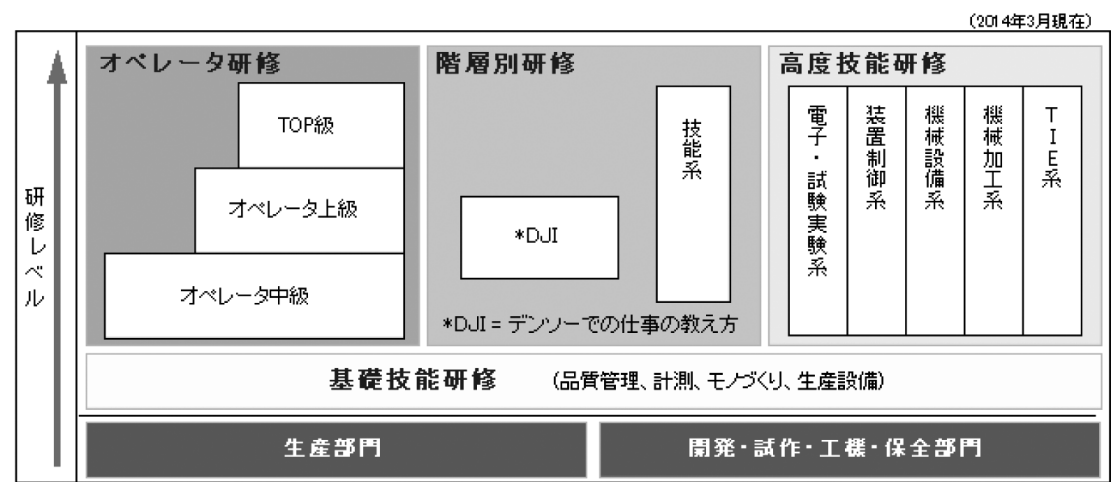 (2014年3月現在)
研修レベル
オペレータ研修
TOP級
オペレータ上級
オペレータ中級
階層別研修
技能系
*DJI
*DJI = デンソーでの仕事の教え方
高度技能研修
電子・試験実験系
装置制御系
機械設備系
機械加工系
TIE系
基礎技能研修 (品質管理、計測、モノづくり、生産設備)
生産部門
開発・試作・工機・保全部門